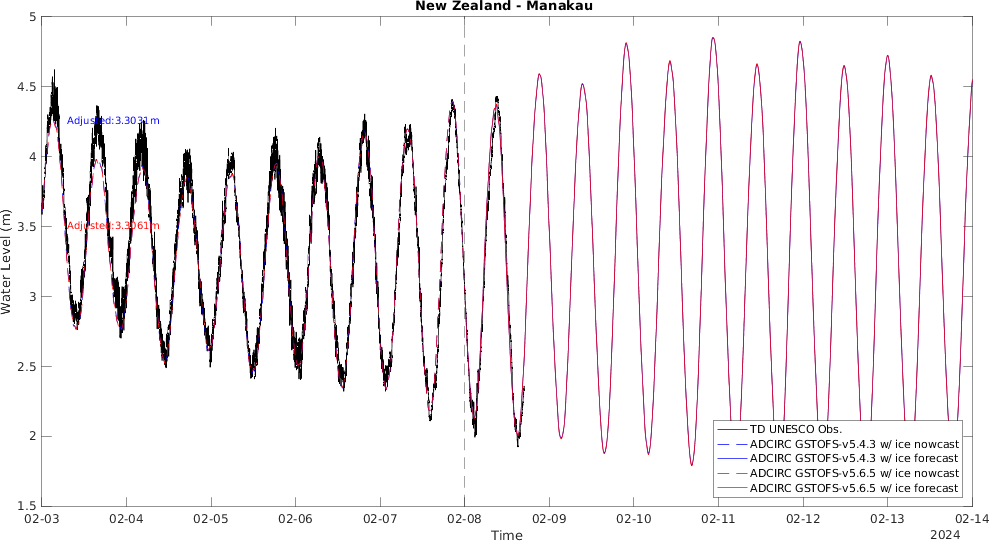 New Zealand - Manakau
5
4.5
4
3.5
3
2.5
2
1.5
Water Level (m)
Adjusted:3.3031m
Adjusted:3.3061m
TD UNESCO Obs.
ADCIRC GSTOFS-v5.4.3 w/ ice nowcast
ADCIRC GSTOFS-v5.4.3 w/ ice forecast
ADCIRC GSTOFS-v5.6.5 w/ ice nowcast
ADCIRC GSTOFS-v5.6.5 w/ ice forecast
02-03 02-04 02-05 02-06 02-07 02-08 02-09 02-10 02-11 02-12 02-13 02-14
Time
2024